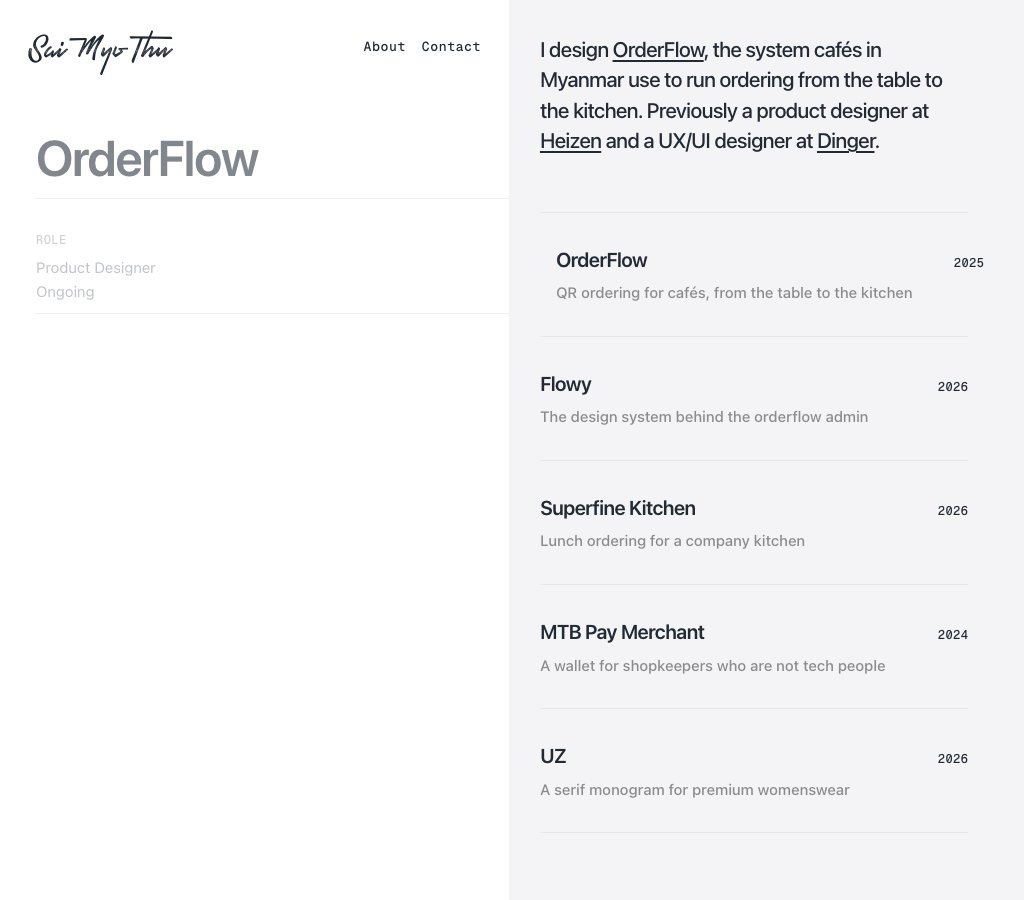 Sai Myo Thu
About Contact
OrderFlow
ROLE
Product Designer
Ongoing
I design OrderFlow, the system cafés in
Myanmar use to run ordering from the table to
the kitchen. Previously a product designer at
Heizen and a UX/UI designer at Dinger.
OrderFlow 2025
QR ordering for cafés, from the table to the kitchen
Flowy 2026
The design system behind the orderflow admin
Superfine Kitchen 2026
Lunch ordering for a company kitchen
MTB Pay Merchant 2024
A wallet for shopkeepers who are not tech people
UZ 2026
A serif monogram for premium womenswear